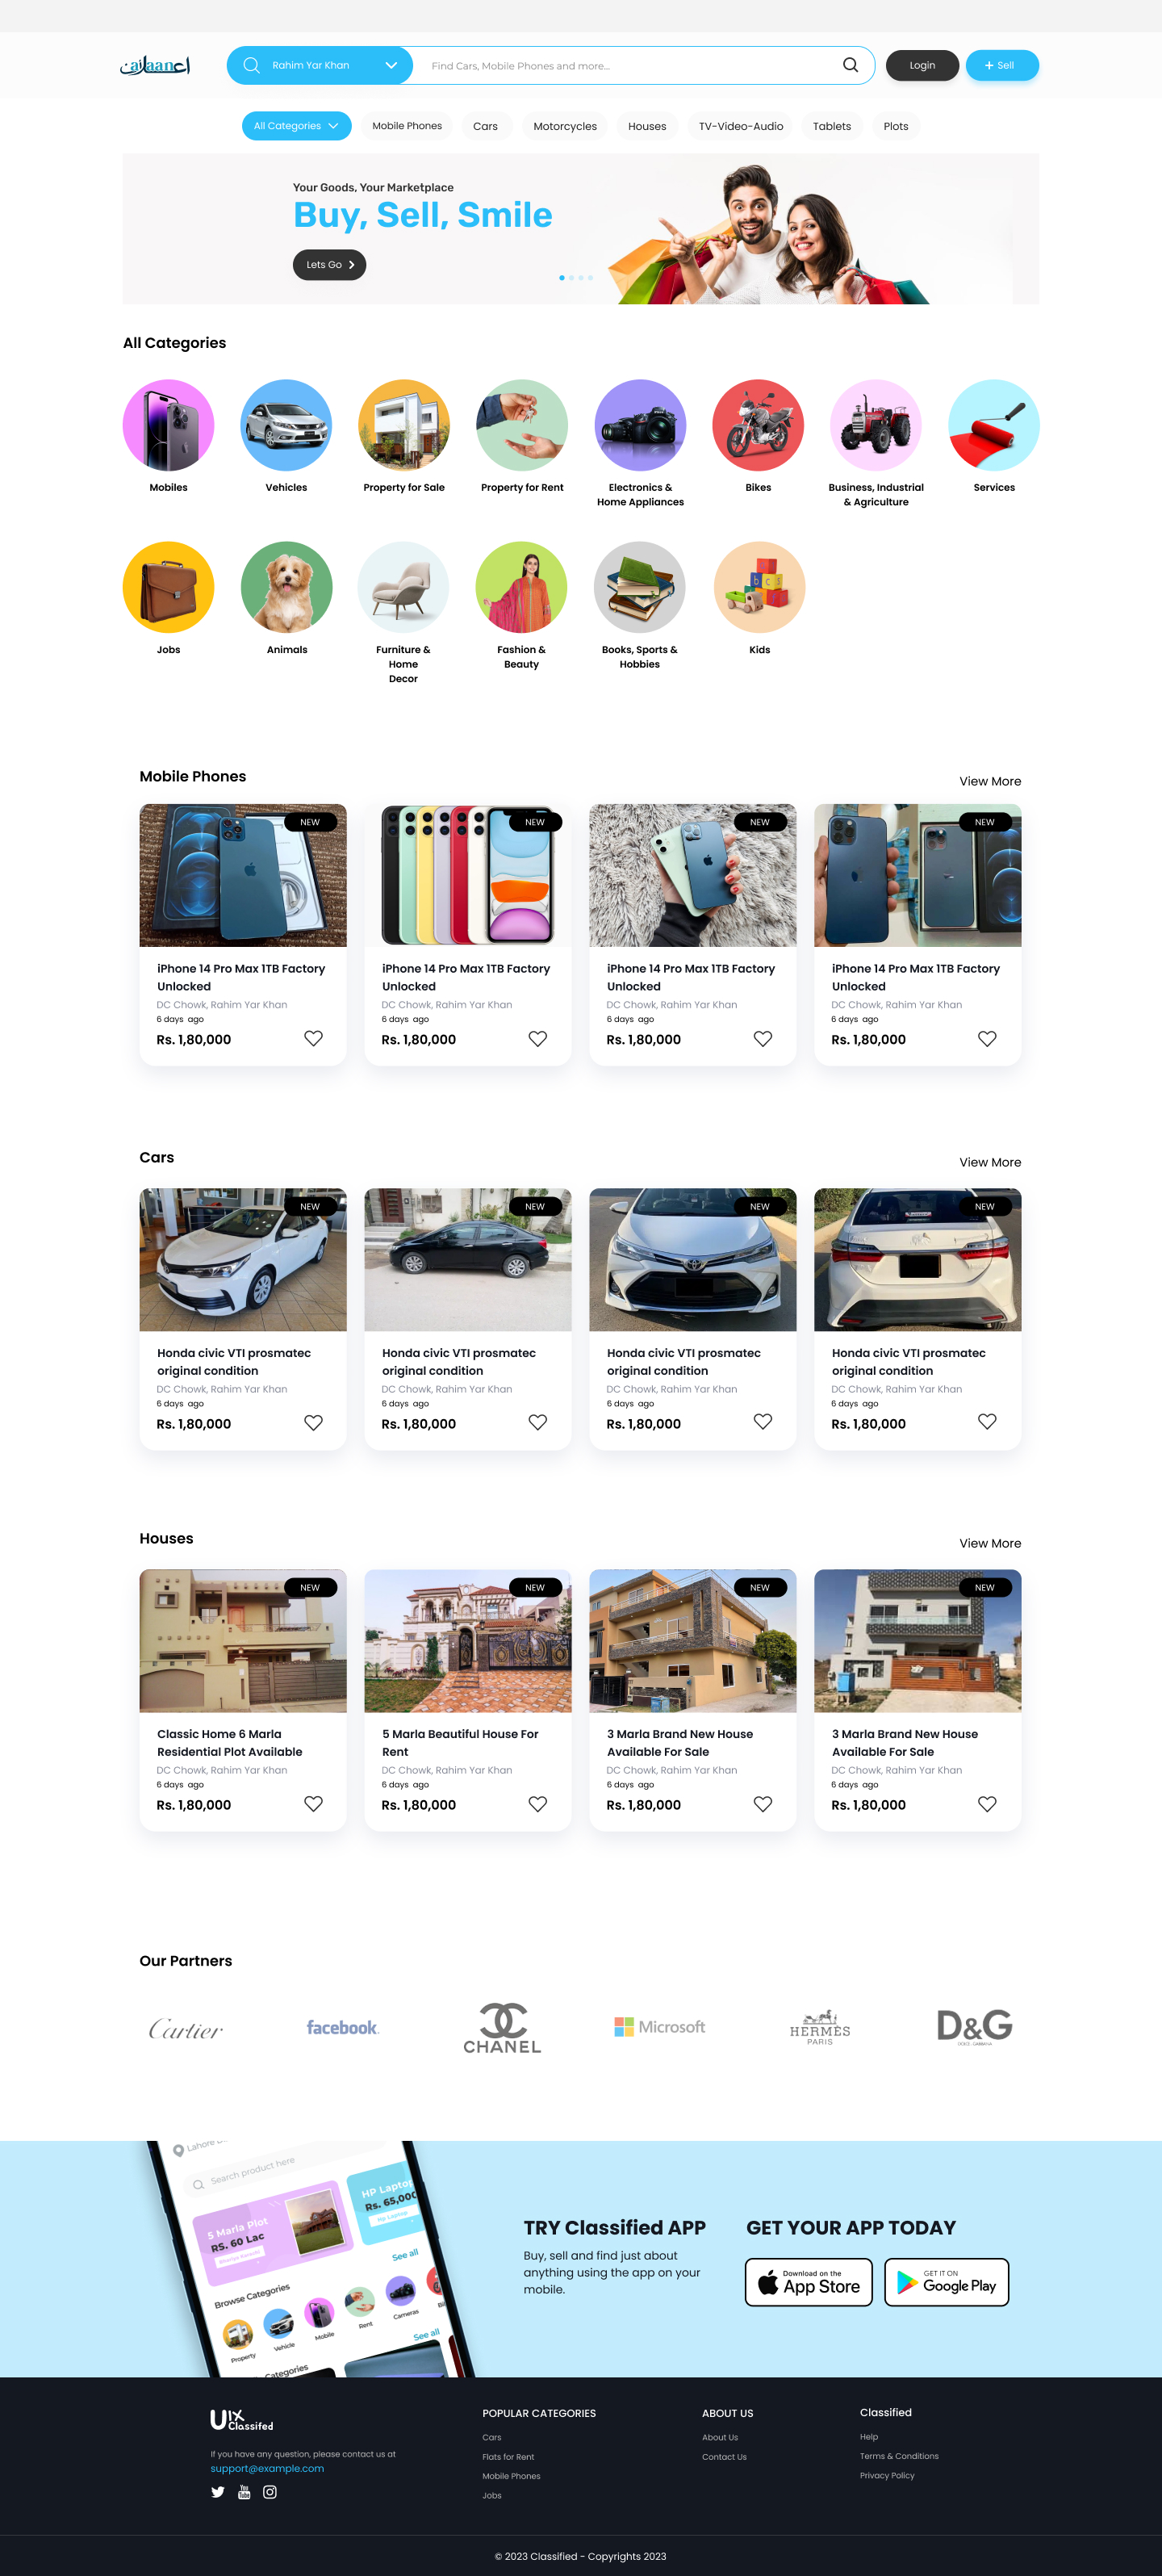 Rahim Yar Khan
Find Cars, Mobile Phones and more...
Login
+ Sell
All Categories
Mobile Phones
Cars
Motorcycles
Houses
TV-Video-Audio
Tablets
Plots
Your Goods, Your Marketplace
Buy, Sell, Smile
Lets Go
All Categories
Mobiles
Vehicles
Property for Sale
Property for Rent
Electronics &
Home Appliances
Bikes
Business, Industrial
& Agriculture
Services
Jobs
Animals
Furniture &
Home
Decor
Fashion &
Beauty
Books, Sports &
Hobbies
Kids
Mobile Phones
View More
NEW
iPhone 14 Pro Max 1TB Factory
Unlocked
DC Chowk, Rahim Yar Khan
6 days ago
Rs. 1,80,000
NEW
iPhone 14 Pro Max 1TB Factory
Unlocked
DC Chowk, Rahim Yar Khan
6 days ago
Rs. 1,80,000
NEW
iPhone 14 Pro Max 1TB Factory
Unlocked
DC Chowk, Rahim Yar Khan
6 days ago
Rs. 1,80,000
NEW
iPhone 14 Pro Max 1TB Factory
Unlocked
DC Chowk, Rahim Yar Khan
6 days ago
Rs. 1,80,000
Cars
View More
NEW
Honda civic VTI prosmatec
original condition
DC Chowk, Rahim Yar Khan
6 days ago
Rs. 1,80,000
NEW
Honda civic VTI prosmatec
original condition
DC Chowk, Rahim Yar Khan
6 days ago
Rs. 1,80,000
NEW
Honda civic VTI prosmatec
original condition
DC Chowk, Rahim Yar Khan
6 days ago
Rs. 1,80,000
NEW
Honda civic VTI prosmatec
original condition
DC Chowk, Rahim Yar Khan
6 days ago
Rs. 1,80,000
Houses
View More
NEW
Classic Home 6 Marla
Residential Plot Available
DC Chowk, Rahim Yar Khan
6 days ago
Rs. 1,80,000
NEW
5 Marla Beautiful House For
Rent
DC Chowk, Rahim Yar Khan
6 days ago
Rs. 1,80,000
NEW
3 Marla Brand New House
Available For Sale
DC Chowk, Rahim Yar Khan
6 days ago
Rs. 1,80,000
NEW
3 Marla Brand New House
Available For Sale
DC Chowk, Rahim Yar Khan
6 days ago
Rs. 1,80,000
Our Partners
Cartier
facebook.
CHANEL
Microsoft
HERMÈS
PARIS
D&G
DOLCE & GABBANA
Lahore
Search product here
5 Marla Plot
RS. 60 Lac
HP Laptop
Rs. 65,000
Hp Laptop
See all
Browse Categories
Property
Vehicle
Mobile
Rent
Cameras
See all
TRY Classified APP
Buy, sell and find just about
anything using the app on your
mobile.
GET YOUR APP TODAY
Download on the
App Store
GET IT ON
Google Play
UIX
Classifed
If you have any question, please contact us at
support@example.com
You
Tube
POPULAR CATEGORIES
Cars
Flats for Rent
Mobile Phones
Jobs
ABOUT US
About Us
Contact Us
Classified
Help
Terms & Conditions
Privacy Policy
© 2023 Classified - Copyrights 2023